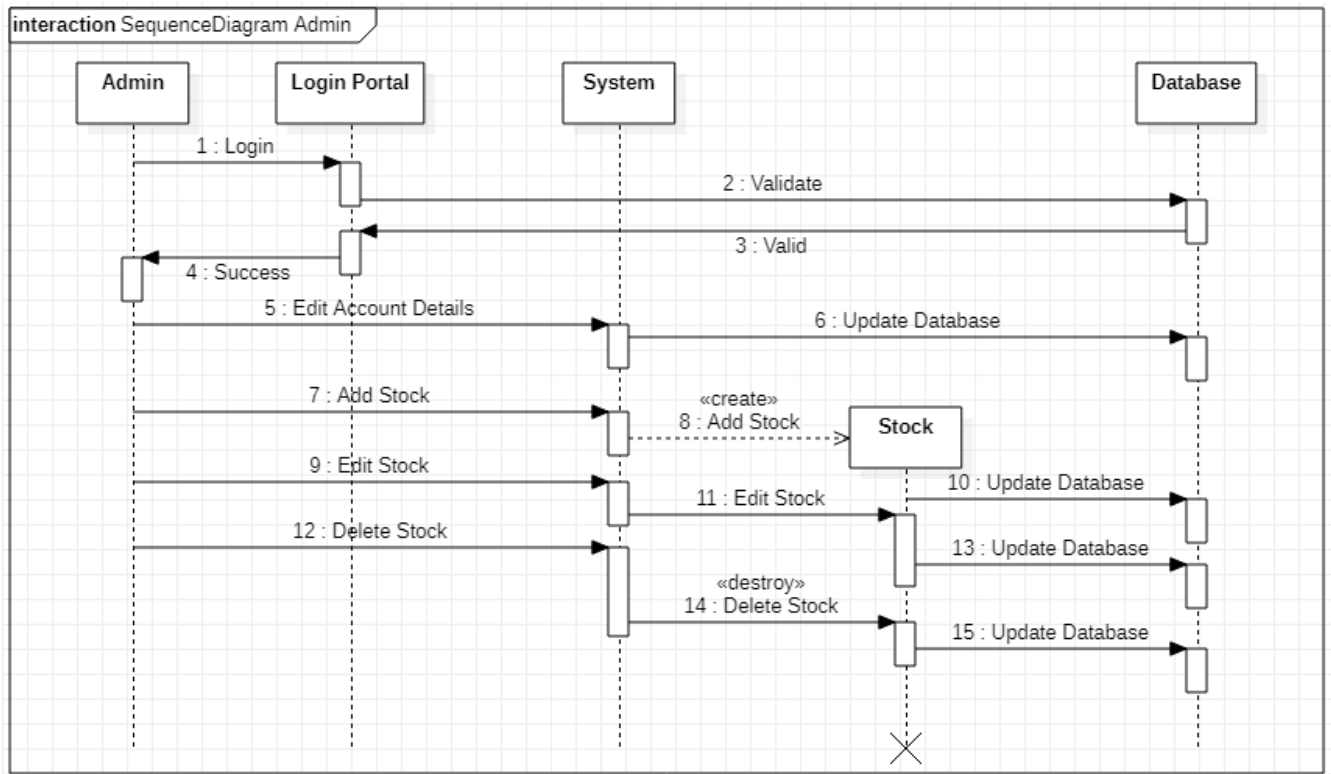 interaction SequenceDiagram Admin
Admin
Login Portal
System
Database
1 : Login
2 : Validate
3 : Valid
4 : Success
5 : Edit Account Details
6 : Update Database
7 : Add Stock
«create»
8 : Add Stock
Stock
9 : Edit Stock
10 : Update Database
11 : Edit Stock
12 : Delete Stock
13 : Update Database
«destroy»
14 : Delete Stock
15 : Update Database